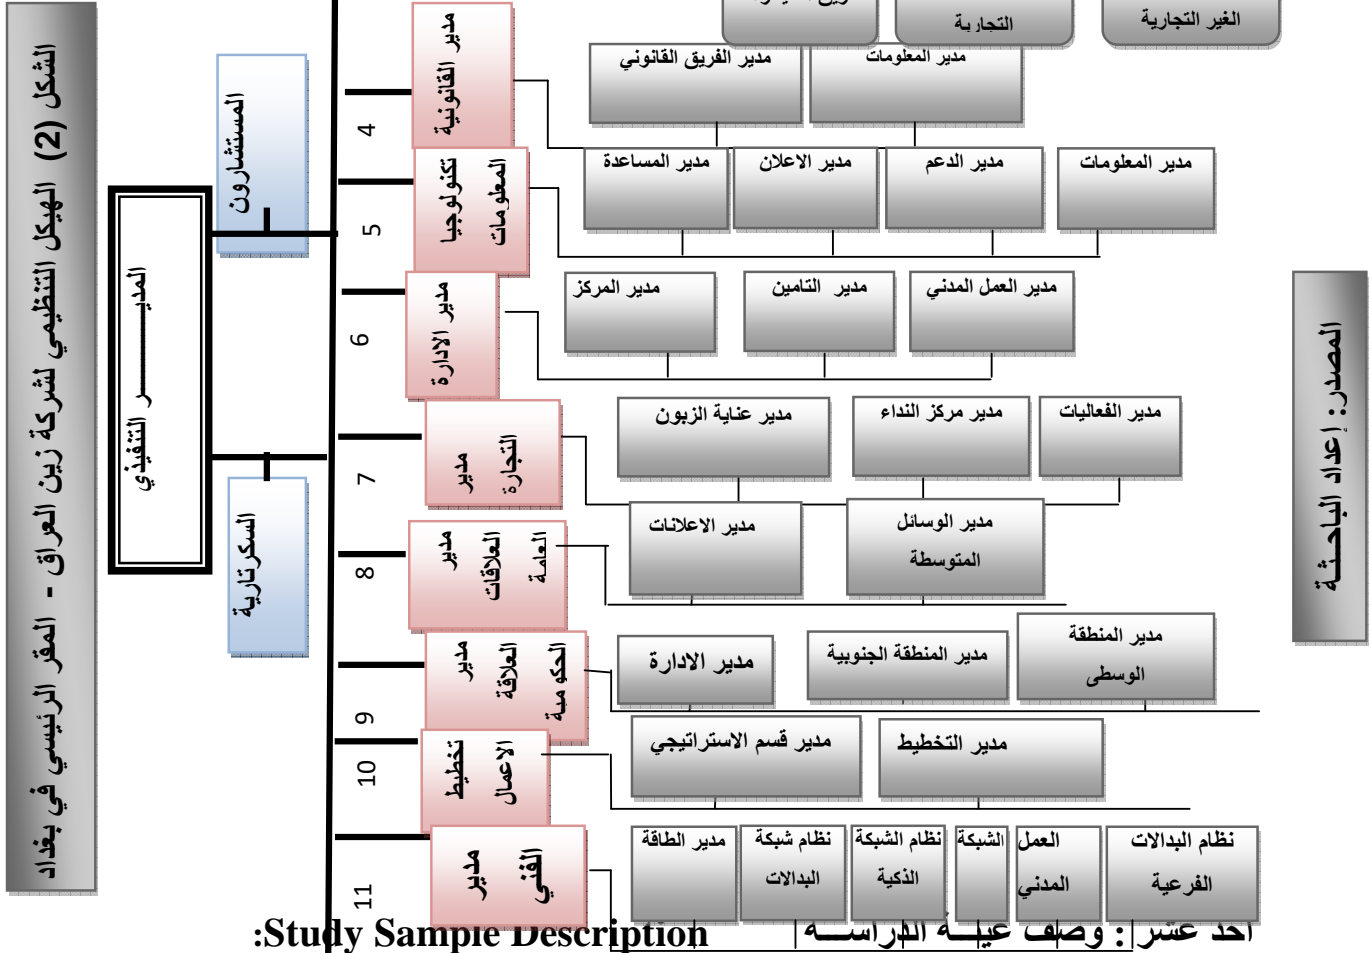 الشكل (2) الهيكل التنظيمي لشركة زين العراق - المقر الرئيسي في بغداد
المديـــــــــر التنفيذي
المستشارون
السكرتارية
الغير التجارية
التجارية
4
مدير القانونية
مدير الفريق القانوني
مدير المعلومات
5
تكنولوجيا
المعلومات
مدير المساعدة
مدير الاعلان
مدير الدعم
مدير المعلومات
6
مدير الادارة
مدير المركز
مدير التامين
مدير العمل المدني
7
مدير
التجارة
مدير عناية الزبون
مدير مركز النداء
مدير الفعاليات
8
مدير
العلاقات
العامة
مدير الاعلانات
مدير الوسائل
المتوسطة
9
مدير
العلاقة
الحكومية
مدير الادارة
مدير المنطقة الجنوبية
مدير المنطقة
الوسطى
10
تخطيط
الاعمال
مدير قسم الاستراتيجي
مدير التخطيط
11
مدير
الفني
مدير الطاقة
نظام شبكة
البدالات
نظام الشبكة
الذكية
الشبكة
العمل
المدني
نظام البدالات
الفرعية
المصدر: إعداد الباحـــثـة
احد عشر : وصف عينـــة الدراســـة Study Sample Description: